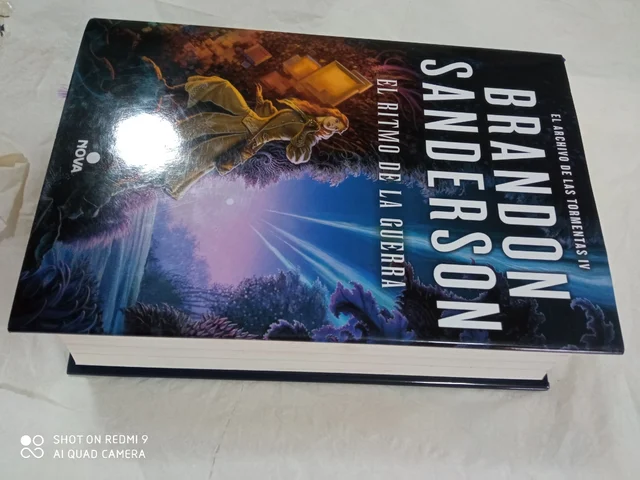 EL ARCHIVO DE LAS TORMENTAS IV
BRANDON
SANDERSON
EL RITMO DE LA GUERRA
NOVA
SHOT ON REDMI 9
AI QUAD CAMERA